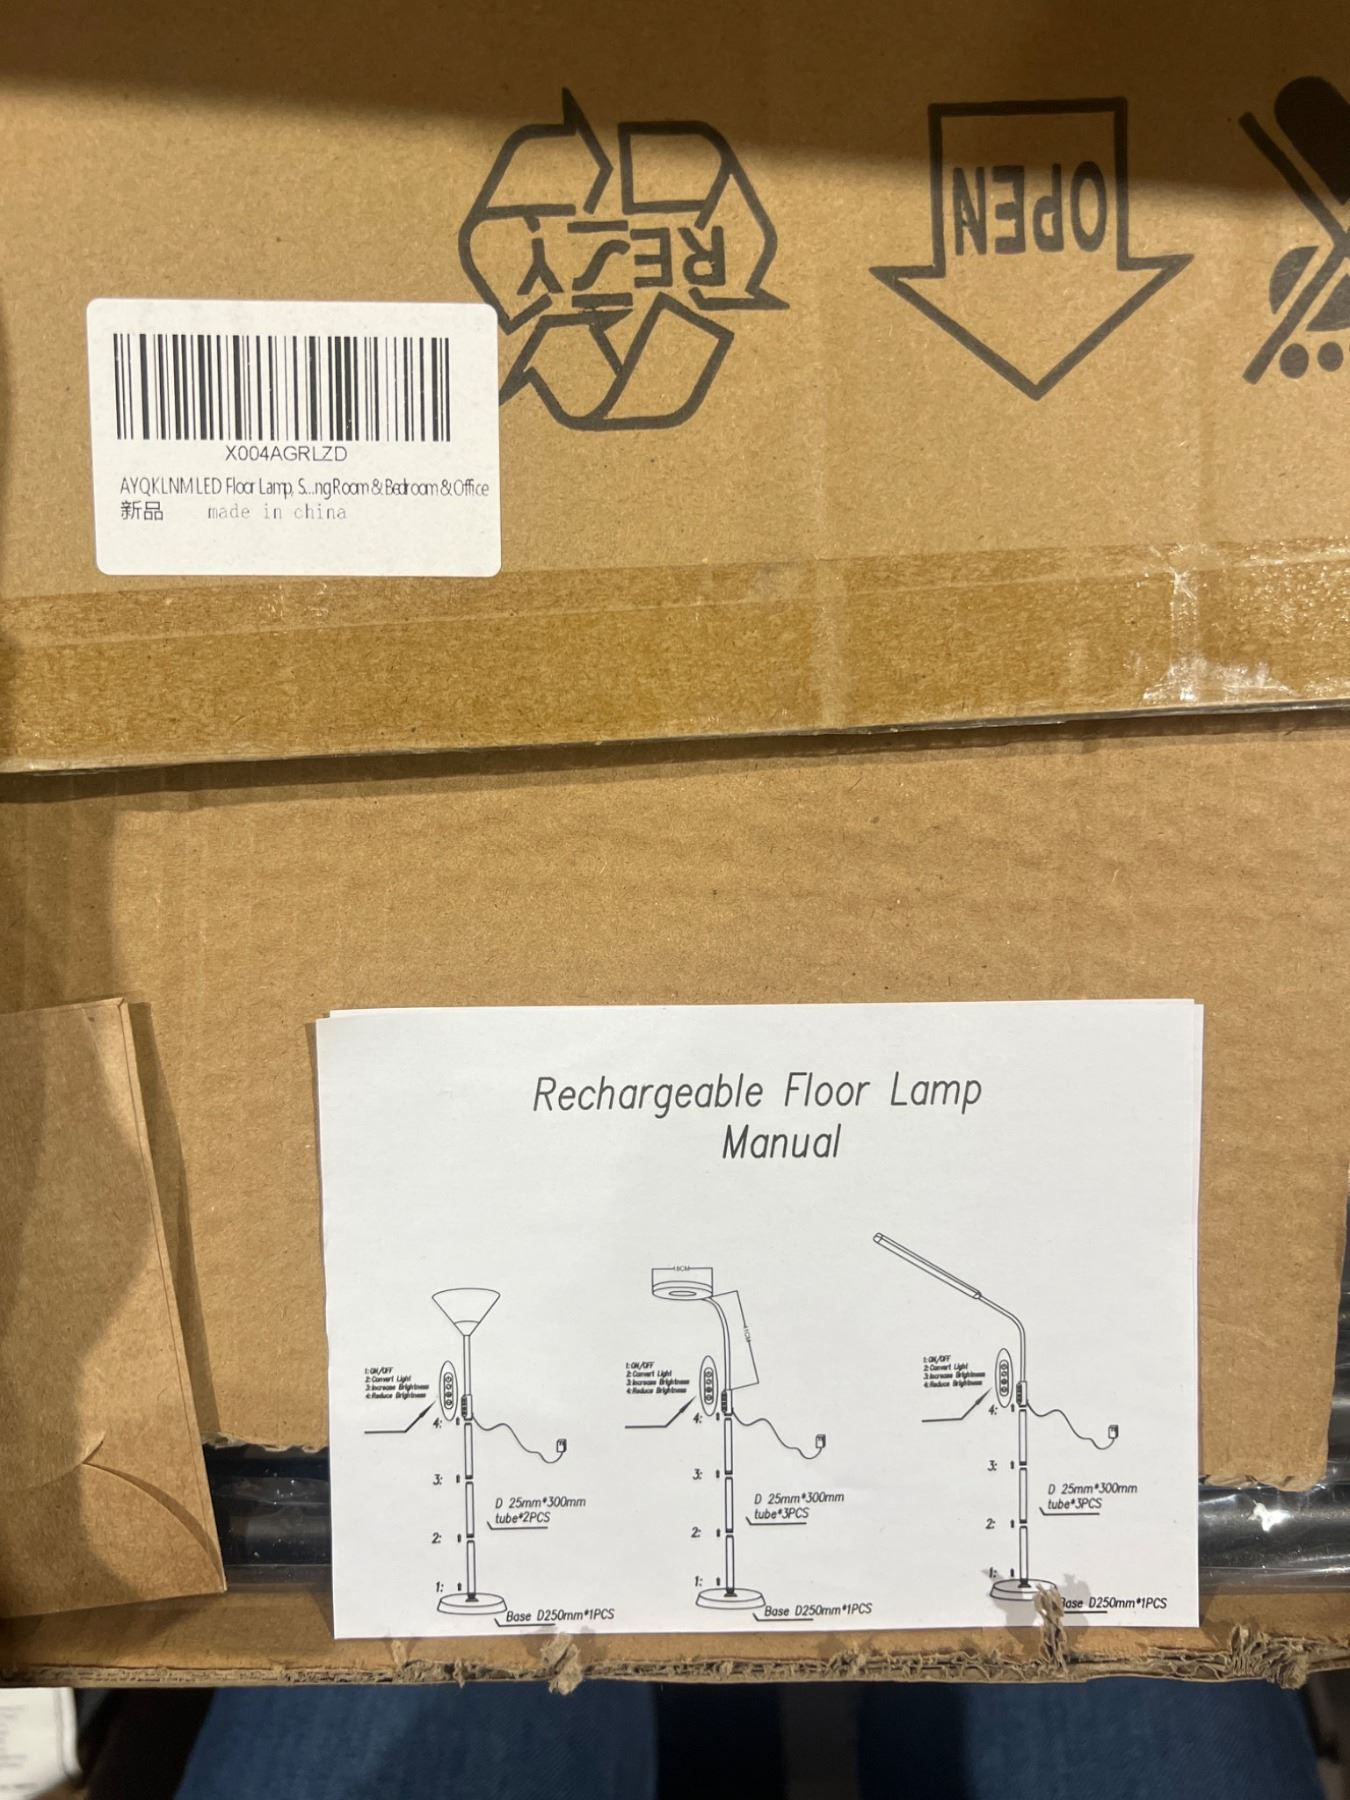 RESY
OPEN
X004AGRLZD
AYQKLNM LED Floor Lamp, S...ng Room & Bedroom & Office
新品 made in china
Rechargeable Floor Lamp
Manual
1:ON/OFF
2:Convert Light
3:Increase Brightness
4:Reduce Brightness
4:
3:
2:
1:
D 25mm*300mm
tube*2PCS
Base D250mm*1PCS
18CM
1:ON/OFF
2:Convert Light
3:Increase Brightness
4:Reduce Brightness
4:
3:
2:
1:
D 25mm*300mm
tube*3PCS
Base D250mm*1PCS
1:ON/OFF
2:Convert Light
3:Increase Brightness
4:Reduce Brightness
4:
3:
2:
1:
D 25mm*300mm
tube*3PCS
Base D250mm*1PCS